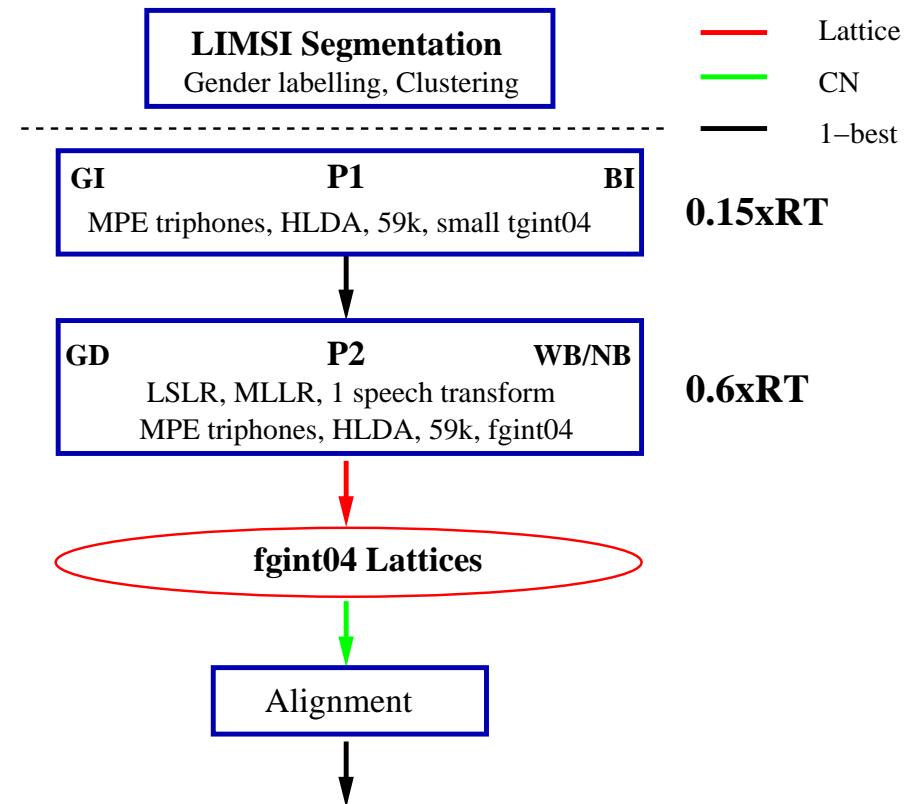 LIMSI Segmentation
Gender labelling, Clustering
Lattice
CN
1−best
GI P1 BI
MPE triphones, HLDA, 59k, small tgint04
0.15xRT
GD P2 WB/NB
LSLR, MLLR, 1 speech transform
MPE triphones, HLDA, 59k, fgint04
0.6xRT
fgint04 Lattices
Alignment